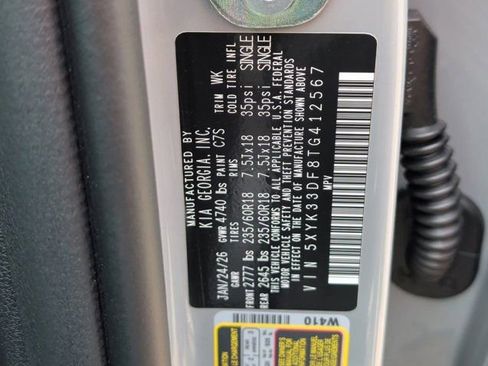 MANUFACTURED BY
KIA GEORGIA, INC.
JAN/24/26 GVWR 4740 lbs PAINT C7S TRIM WK
GAWR TIRES RIMS COLD TIRE INFL
FRONT 2777 lbs 235/60R18 7.5Jx18 35psi SINGLE
REAR 2645 lbs 235/60R18 7.5Jx18 35psi SINGLE
THIS VEHICLE CONFORMS TO ALL APPLICABLE U.S.A. FEDERAL
MOTOR VEHICLE SAFETY AND THEFT PREVENTION STANDARDS
IN EFFECT ON THE DATE OF MANUFACTURE SHOWN ABOVE.
MPV
VIN 5XYK33DF8TG412567
W410